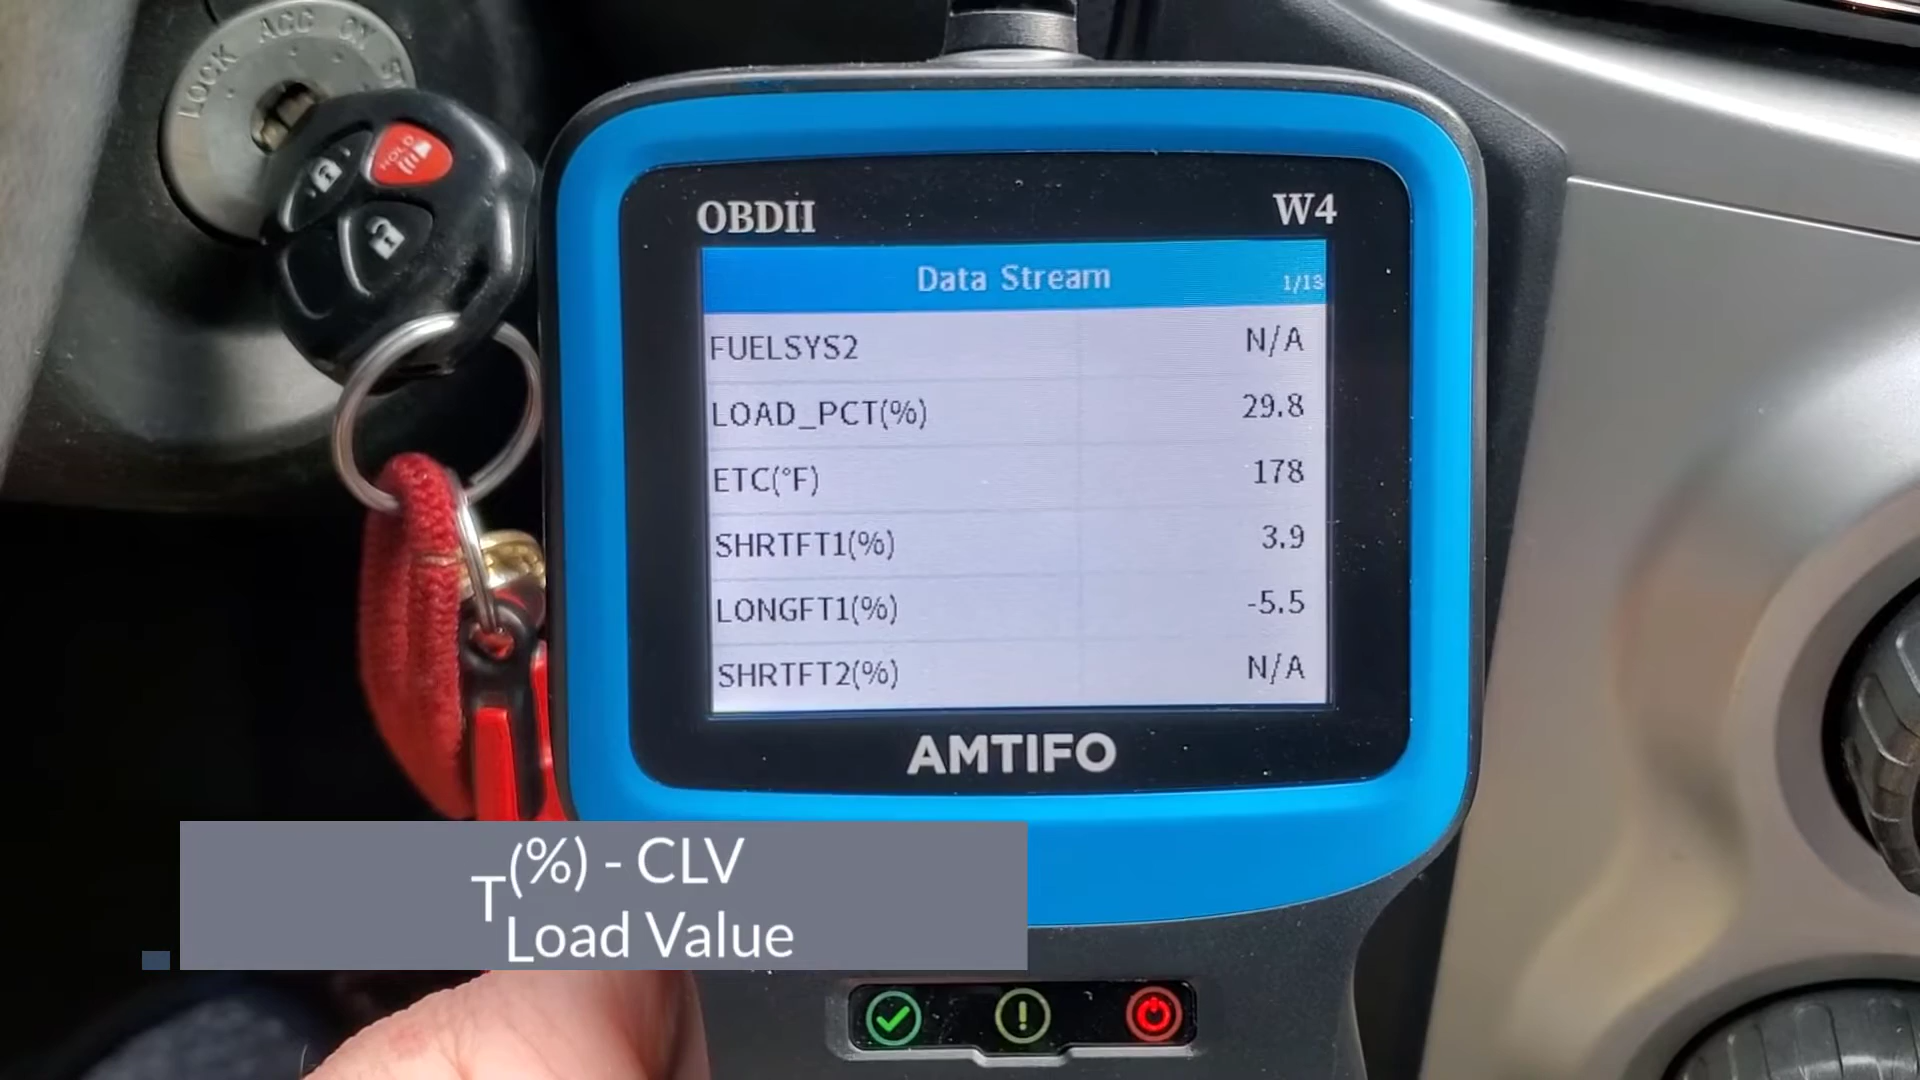 LOCK ACC ON
HOLD
OBDII
W4
Data Stream 1/13
FUELSYS2 N/A
LOAD_PCT(%) 29.8
ETC(°F) 178
SHRTFT1(%) 3.9
LONGFT1(%) -5.5
SHRTFT2(%) N/A
AMTIFO
T(%) - CLV
Load Value